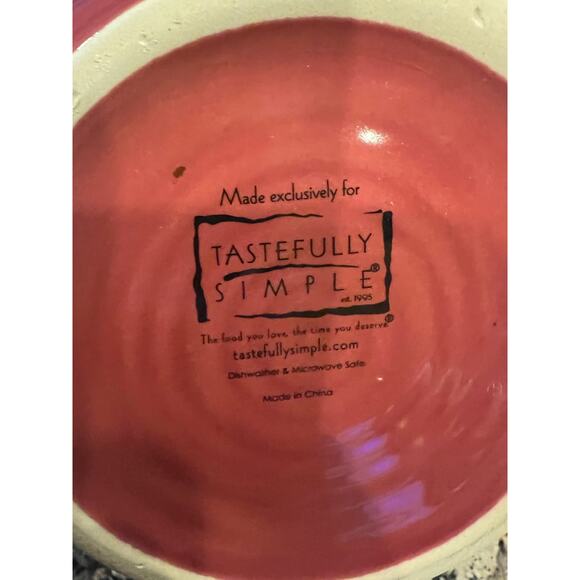 Made exclusively for
TASTEFULLY
SIMPLE®
est. 1995
The food you love, the time you deserve.®
tastefullysimple.com
Dishwasher & Microwave Safe
Made in China